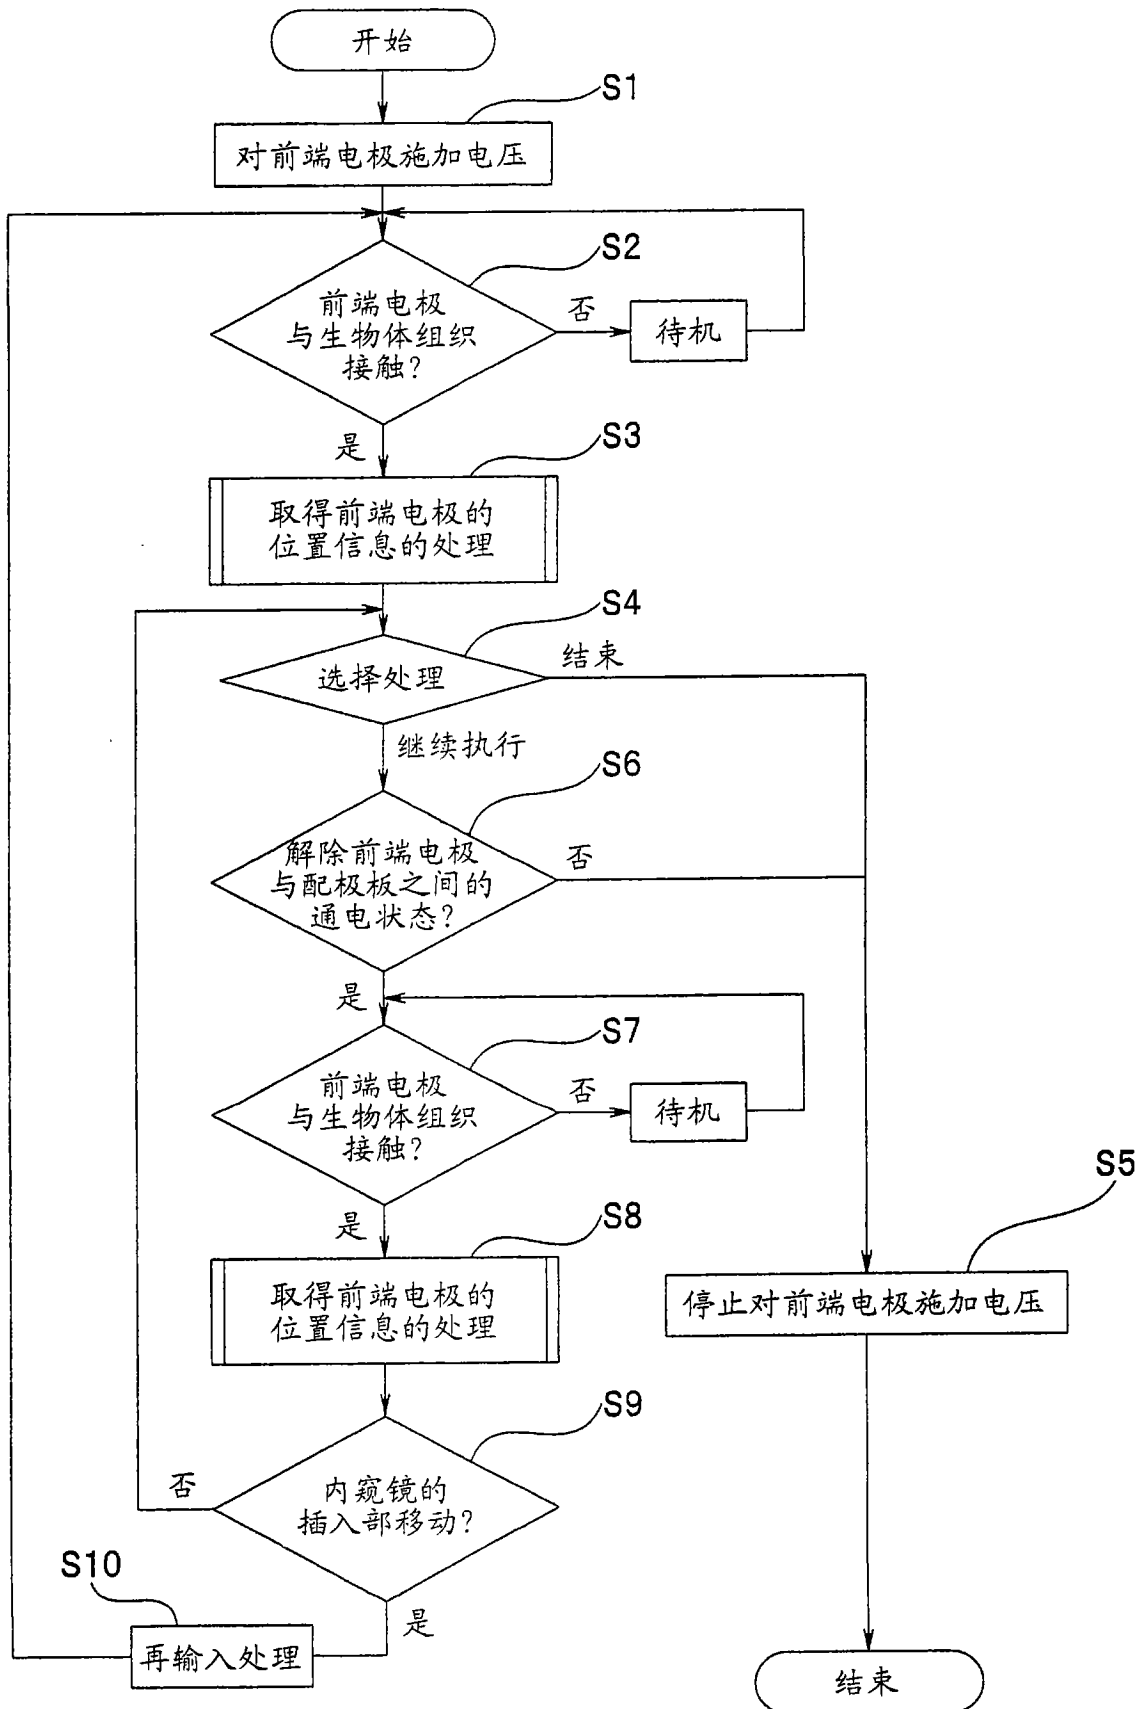 开始
S1
对前端电极施加电压
S2
前端电极
与生物体组织
接触?
否
待机
是
S3
取得前端电极的
位置信息的处理
S4
选择处理
结束
继续执行
S6
解除前端电极
与配极板之间的
通电状态?
否
是
S7
前端电极
与生物体组织
接触?
否
待机
是
S8
取得前端电极的
位置信息的处理
S5
停止对前端电极施加电压
S9
内窥镜的
插入部移动?
否
是
S10
再输入处理
结束